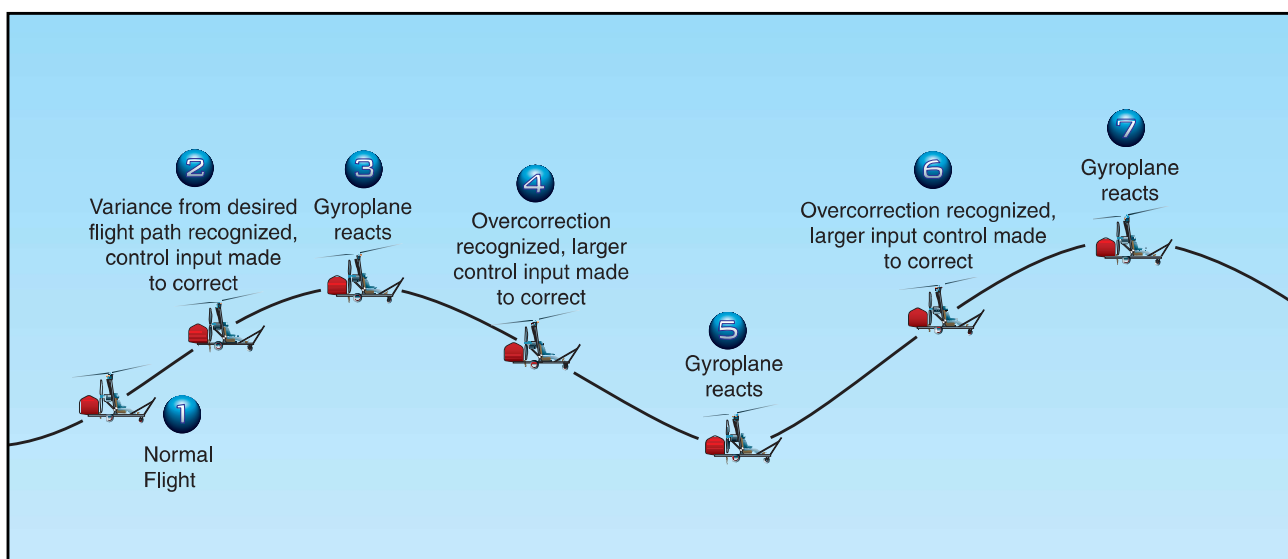 1
Normal
Flight
2
Variance from desired
flight path recognized,
control input made
to correct
3
Gyroplane
reacts
4
Overcorrection
recognized, larger
control input made
to correct
5
Gyroplane
reacts
6
Overcorrection recognized,
larger input control made
to correct
7
Gyroplane
reacts